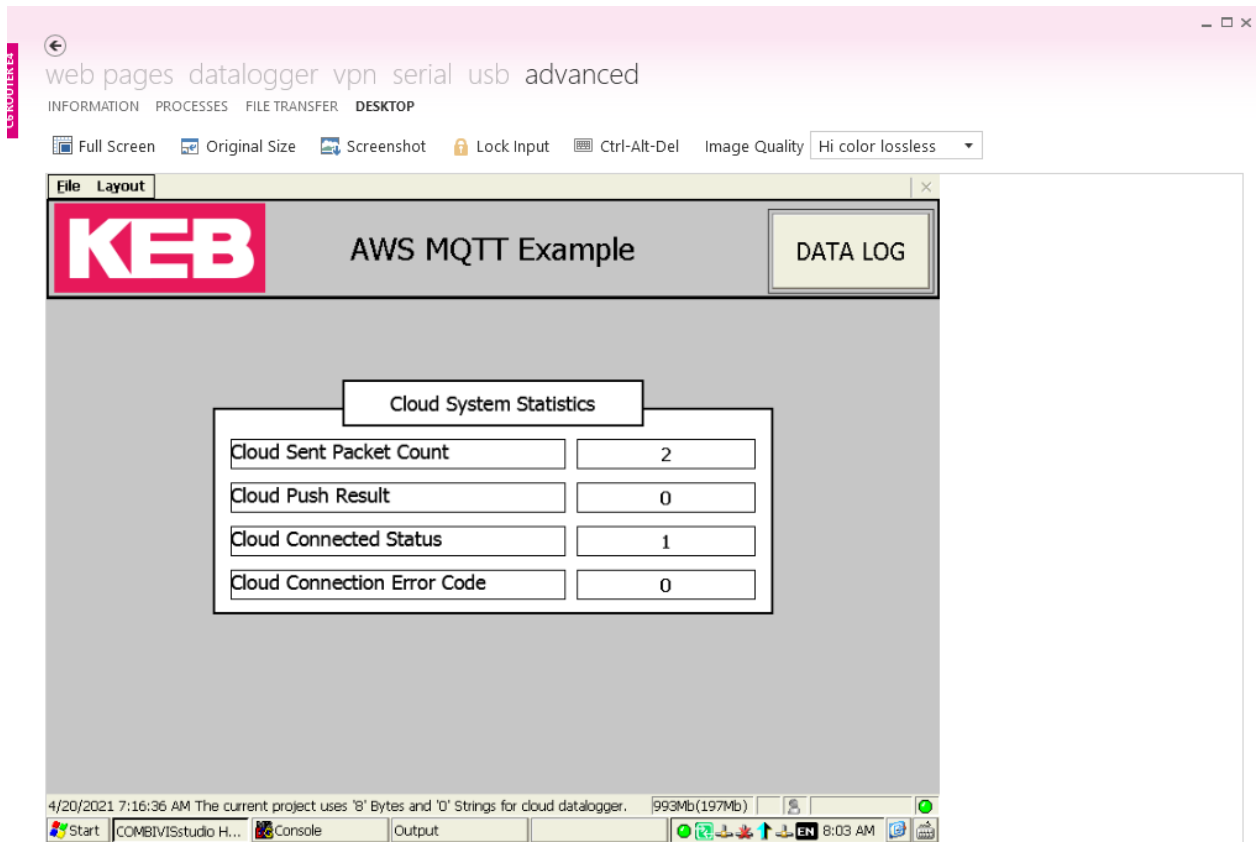 C6 ROUTER E4
web pages datalogger vpn serial usb advanced
INFORMATION PROCESSES FILE TRANSFER DESKTOP
Full Screen Original Size Screenshot Lock Input Ctrl-Alt-Del Image Quality Hi color lossless
File Layout
KEB AWS MQTT Example DATA LOG
Cloud System Statistics
Cloud Sent Packet Count 2
Cloud Push Result 0
Cloud Connected Status 1
Cloud Connection Error Code 0
4/20/2021 7:16:36 AM The current project uses '8' Bytes and '0' Strings for cloud datalogger. 993Mb(197Mb)
Start COMBIVISstudio H... Console Output EN 8:03 AM